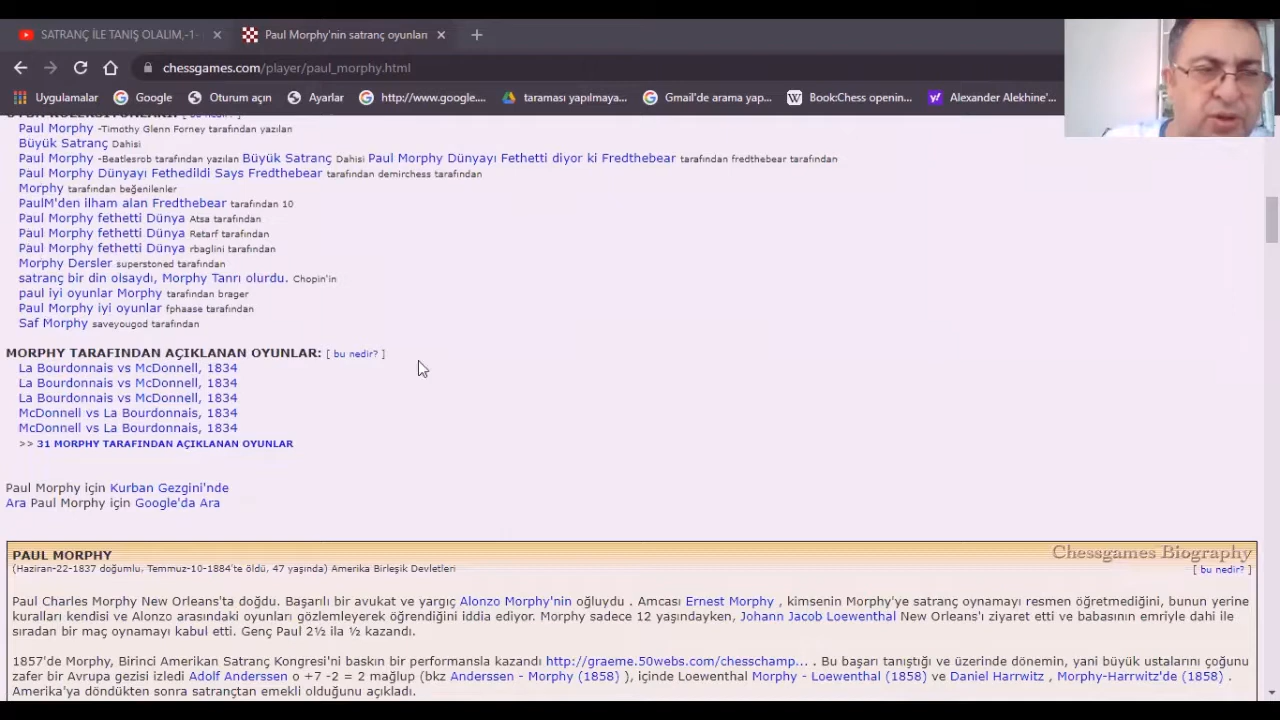 SATRANÇ İLE TANIŞ OLALIM,-1-
Paul Morphy'nin satranç oyunları
chessgames.com/player/paul_morphy.html
Uygulamalar Google Oturum açın Ayarlar http://www.google.... taraması yapılmaya... Gmail'de arama yap... Book:Chess openin... Alexander Alekhine'...
OYUN KOLEKSİYONLARI: [ bu nedir? ]
Paul Morphy -Timothy Glenn Forney tarafından yazılan
Büyük Satranç Dahisi
Paul Morphy -Beatlesrob tarafından yazılan Büyük Satranç Dahisi Paul Morphy Dünyayı Fethetti diyor ki Fredthebear tarafından fredthebear tarafından
Paul Morphy Dünyayı Fethedildi Says Fredthebear tarafından demirchess tarafından
Morphy tarafından beğenilenler
PaulM'den ilham alan Fredthebear tarafından 10
Paul Morphy fethetti Dünya Atsa tarafından
Paul Morphy fethetti Dünya Retarf tarafından
Paul Morphy fethetti Dünya rbaglini tarafından
Morphy Dersler superstoned tarafından
satranç bir din olsaydı, Morphy Tanrı olurdu. Chopin'in
paul iyi oyunlar Morphy tarafından brager
Paul Morphy iyi oyunlar fphaase tarafından
Saf Morphy saveyougod tarafından
MORPHY TARAFINDAN AÇIKLANAN OYUNLAR: [ bu nedir? ]
La Bourdonnais vs McDonnell, 1834
La Bourdonnais vs McDonnell, 1834
La Bourdonnais vs McDonnell, 1834
McDonnell vs La Bourdonnais, 1834
McDonnell vs La Bourdonnais, 1834
>> 31 MORPHY TARAFINDAN AÇIKLANAN OYUNLAR
Paul Morphy için Kurban Gezgini'nde
Ara Paul Morphy için Google'da Ara
PAUL MORPHY Chessgames Biography
(Haziran-22-1837 doğumlu, Temmuz-10-1884'te öldü, 47 yaşında) Amerika Birleşik Devletleri [ bu nedir? ]
Paul Charles Morphy New Orleans'ta doğdu. Başarılı bir avukat ve yargıç Alonzo Morphy'nin oğluydu . Amcası Ernest Morphy , kimsenin Morphy'ye satranç oynamayı resmen öğretmediğini, bunun yerine
kuralları kendisi ve Alonzo arasındaki oyunları gözlemleyerek öğrendiğini iddia ediyor. Morphy sadece 12 yaşındayken, Johann Jacob Loewenthal New Orleans'ı ziyaret etti ve babasının emriyle dahi ile
sıradan bir maç oynamayı kabul etti. Genç Paul 2½ ila ½ kazandı.
1857'de Morphy, Birinci Amerikan Satranç Kongresi'ni baskın bir performansla kazandı http://graeme.50webs.com/chesschamp... . Bu başarı tanıştığı ve üzerinde dönemin, yani büyük ustalarını çoğunu
zafer bir Avrupa gezisi izledi Adolf Anderssen o +7 -2 = 2 mağlup (bkz Anderssen - Morphy (1858) ), içinde Loewenthal Morphy - Loewenthal (1858) ve Daniel Harrwitz , Morphy-Harrwitz'de (1858) .
Amerika'ya döndükten sonra satrançtan emekli olduğunu açıkladı.